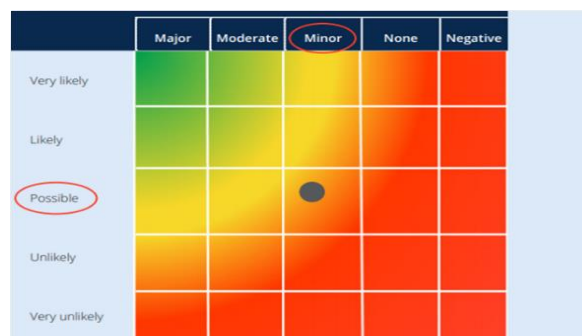 Major Moderate Minor None Negative
Very likely
Likely
Possible
Unlikely
Very unlikely